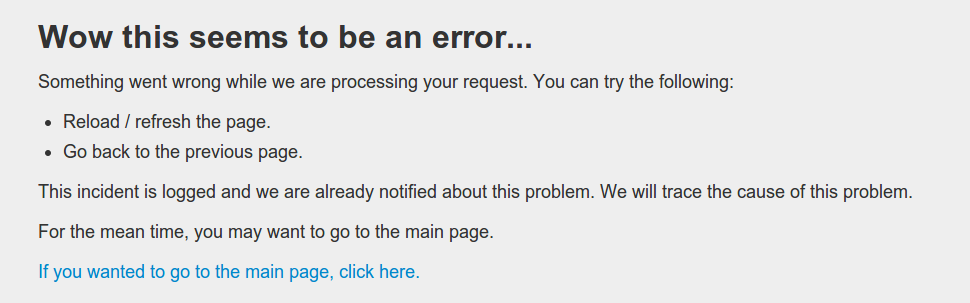 Wow this seems to be an error...
Something went wrong while we are processing your request. You can try the following:
• Reload / refresh the page.
• Go back to the previous page.
This incident is logged and we are already notified about this problem. We will trace the cause of this problem.
For the mean time, you may want to go to the main page.
If you wanted to go to the main page, click here.